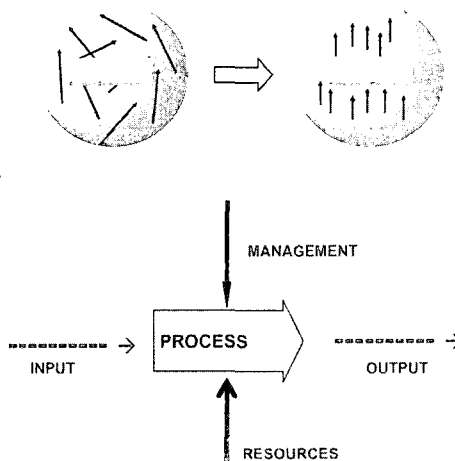 MANAGEMENT
PROCESS
INPUT
OUTPUT
RESOURCES